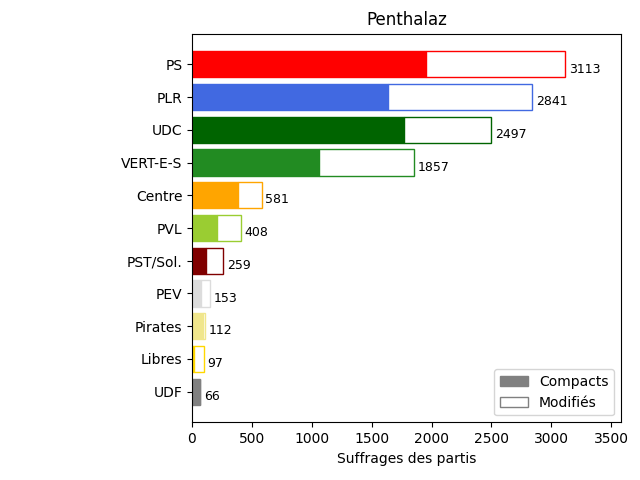 Penthalaz
PS 3113
PLR 2841
UDC 2497
VERT-E-S 1857
Centre 581
PVL 408
PST/Sol. 259
PEV 153
Pirates 112
Libres 97
UDF 66
Compacts
Modifiés
0 500 1000 1500 2000 2500 3000 3500
Suffrages des partis